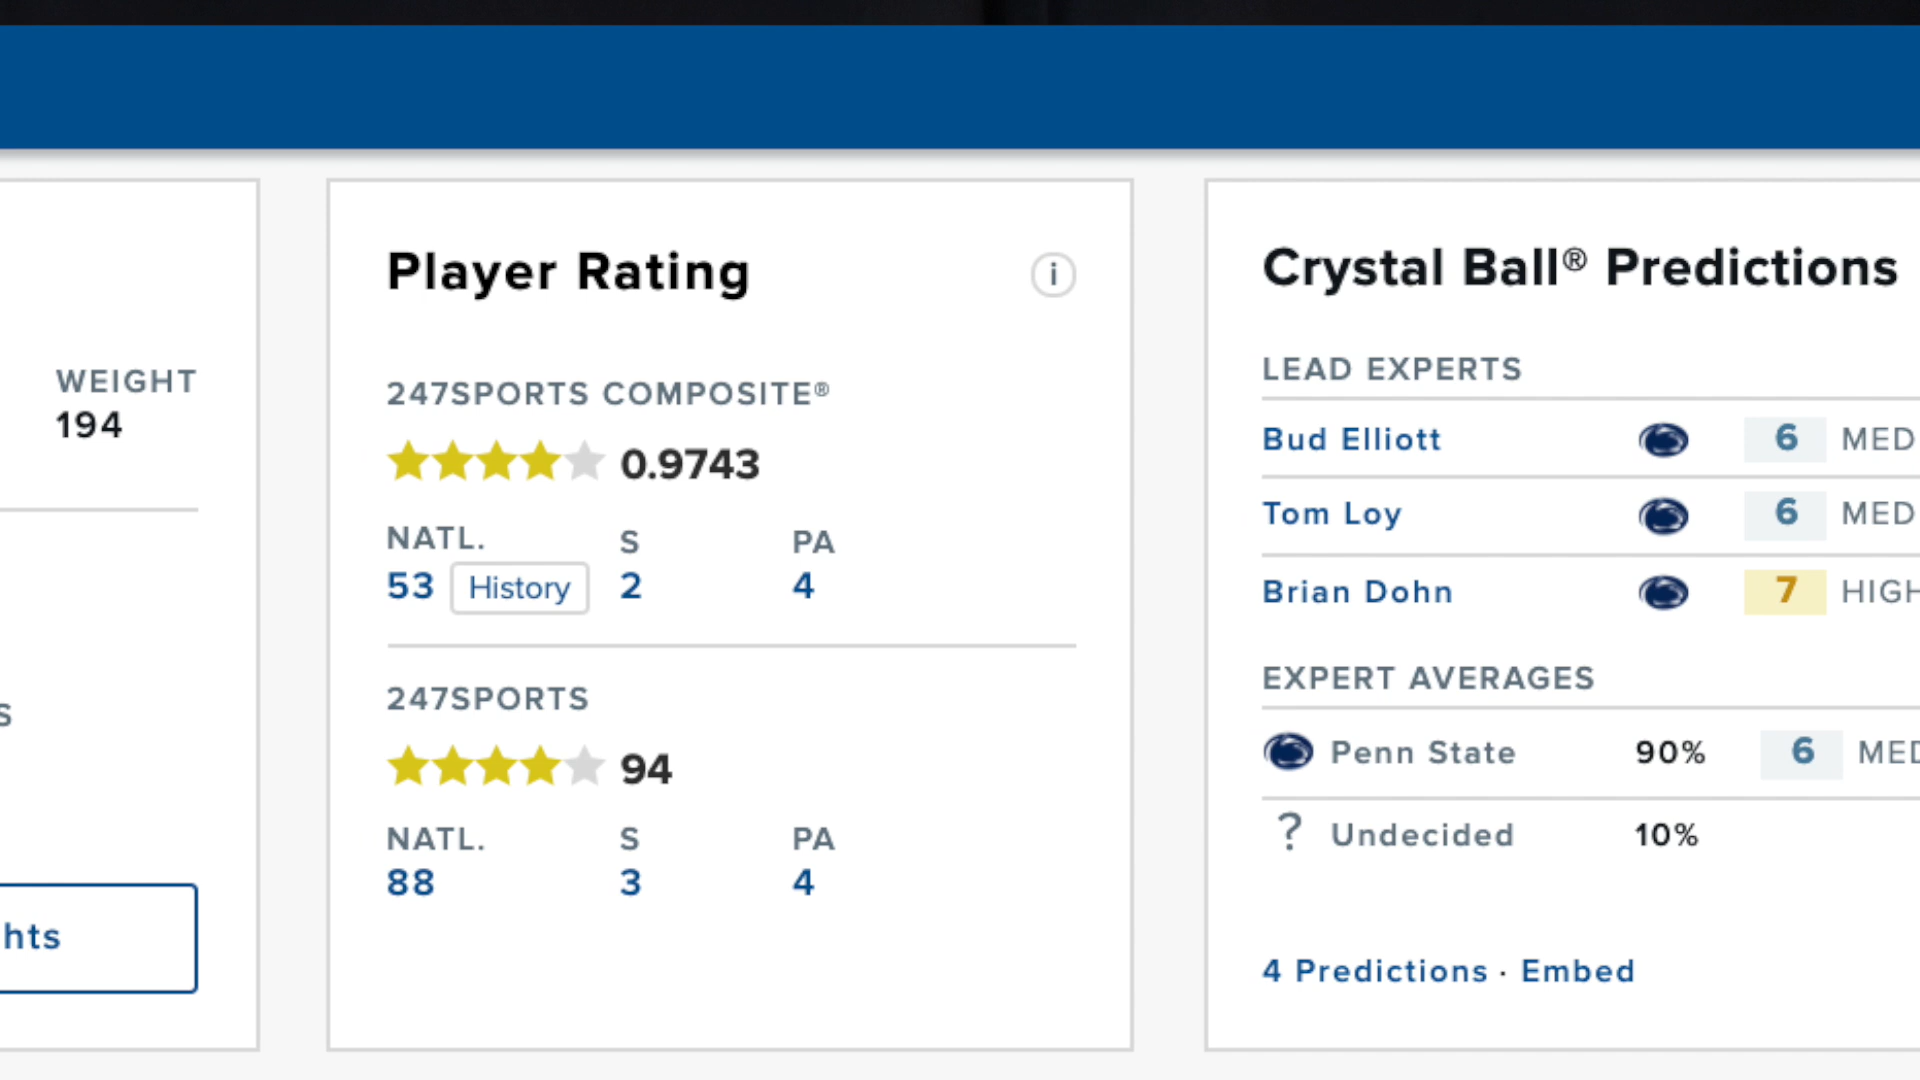 WEIGHT
194
S
hts
Player Rating
i
247SPORTS COMPOSITE®
0.9743
NATL. S PA
53 History 2 4
247SPORTS
94
NATL. S PA
88 3 4
Crystal Ball® Predictions
LEAD EXPERTS
Bud Elliott 6 MED
Tom Loy 6 MED
Brian Dohn 7 HIGH
EXPERT AVERAGES
Penn State 90% 6 MED
? Undecided 10%
4 Predictions · Embed